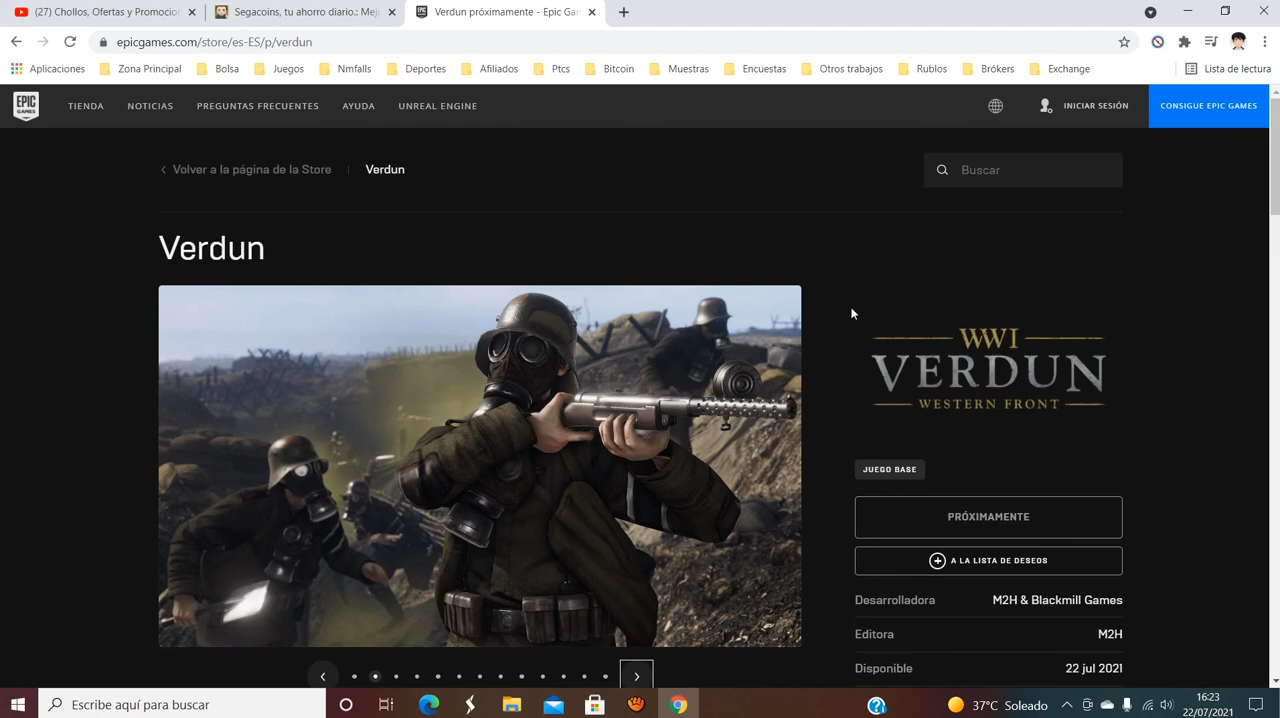 (27) Chollos, Ofertas y Promocion
Segacoins, tu ahorro diario.: Mej
Verdun próximamente - Epic Gam
epicgames.com/store/es-ES/p/verdun
Aplicaciones
Zona Principal
Bolsa
Juegos
Nmfalls
Deportes
Afiliados
Ptcs
Bitcoin
Muestras
Encuestas
Otros trabajos
Rublos
Brókers
Exchange
Lista de lectura
EPIC
GAMES
TIENDA
NOTICIAS
PREGUNTAS FRECUENTES
AYUDA
UNREAL ENGINE
INICIAR SESIÓN
CONSIGUE EPIC GAMES
Volver a la página de la Store
Verdun
Buscar
Verdun
WWI
VERDUN
WESTERN FRONT
JUEGO BASE
PRÓXIMAMENTE
A LA LISTA DE DESEOS
Desarrolladora M2H & Blackmill Games
Editora M2H
Disponible 22 jul 2021
Escribe aquí para buscar
37°C Soleado
16:23
22/07/2021